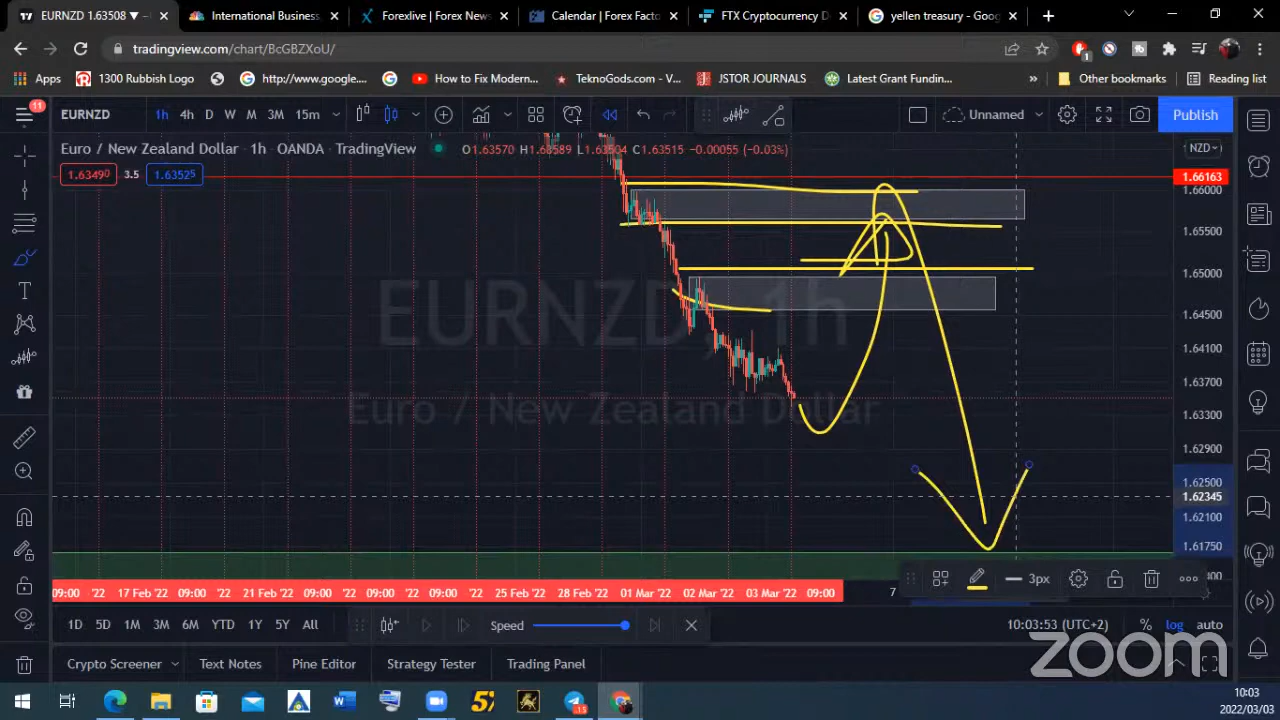 EURNZD 1.63508 ▼
International Business
Forexlive | Forex News
Calendar | Forex Facto
FTX Cryptocurrency D
yellen treasury - Goog
tradingview.com/chart/BcGBZXoU/
Apps
1300 Rubbish Logo
http://www.google....
How to Fix Modern...
TeknoGods.com - V...
JSTOR JOURNALS
Latest Grant Fundin...
»
Other bookmarks
Reading list
11
EURNZD 1h 4h D W M 3M 15m
Unnamed
Publish
Euro / New Zealand Dollar · 1h · OANDA · TradingView
O1.63570 H1.63589 L1.63504 C1.63515 -0.00055 (-0.03%)
NZD
1.63490 3.5 1.63525
1.66163
1.66000
1.65500
1.65000
1.64500
1.64100
1.63700
1.63300
1.62900
1.62500
1.62345
1.62100
1.61750
EURNZD, 1h
Euro / New Zealand Dollar
3px
09:00 '22 17 Feb '22 09:00 '22 21 Feb '22 09:00 '22 09:00 '22 25 Feb '22 28 Feb '22 01 Mar '22 02 Mar '22 03 Mar '22 09:00 7
1D 5D 1M 3M 6M YTD 1Y 5Y All
Speed
10:03:53 (UTC+2) % log auto
zoom
Crypto Screener Text Notes Pine Editor Strategy Tester Trading Panel
10:03
2022/03/03